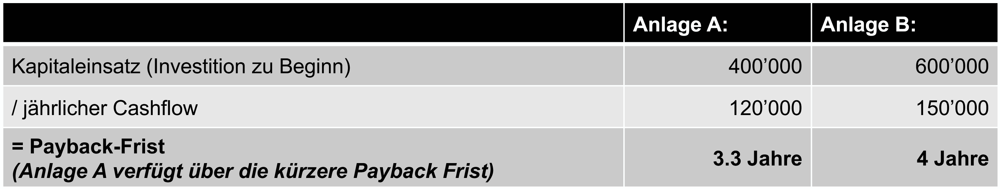 Anlage A: Anlage B:
Kapitaleinsatz (Investition zu Beginn) 400’000 600’000
/ jährlicher Cashflow 120’000 150’000
= Payback-Frist
(Anlage A verfügt über die kürzere Payback Frist) 3.3 Jahre 4 Jahre